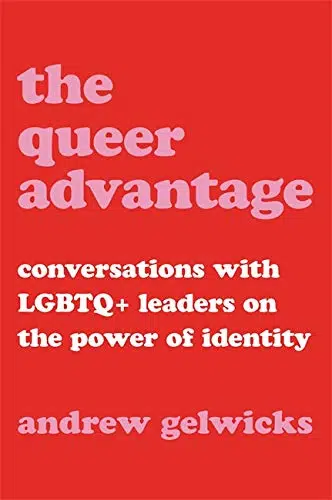 the
queer
advantage
conversations with
LGBTQ+ leaders on
the power of identity
andrew gelwicks